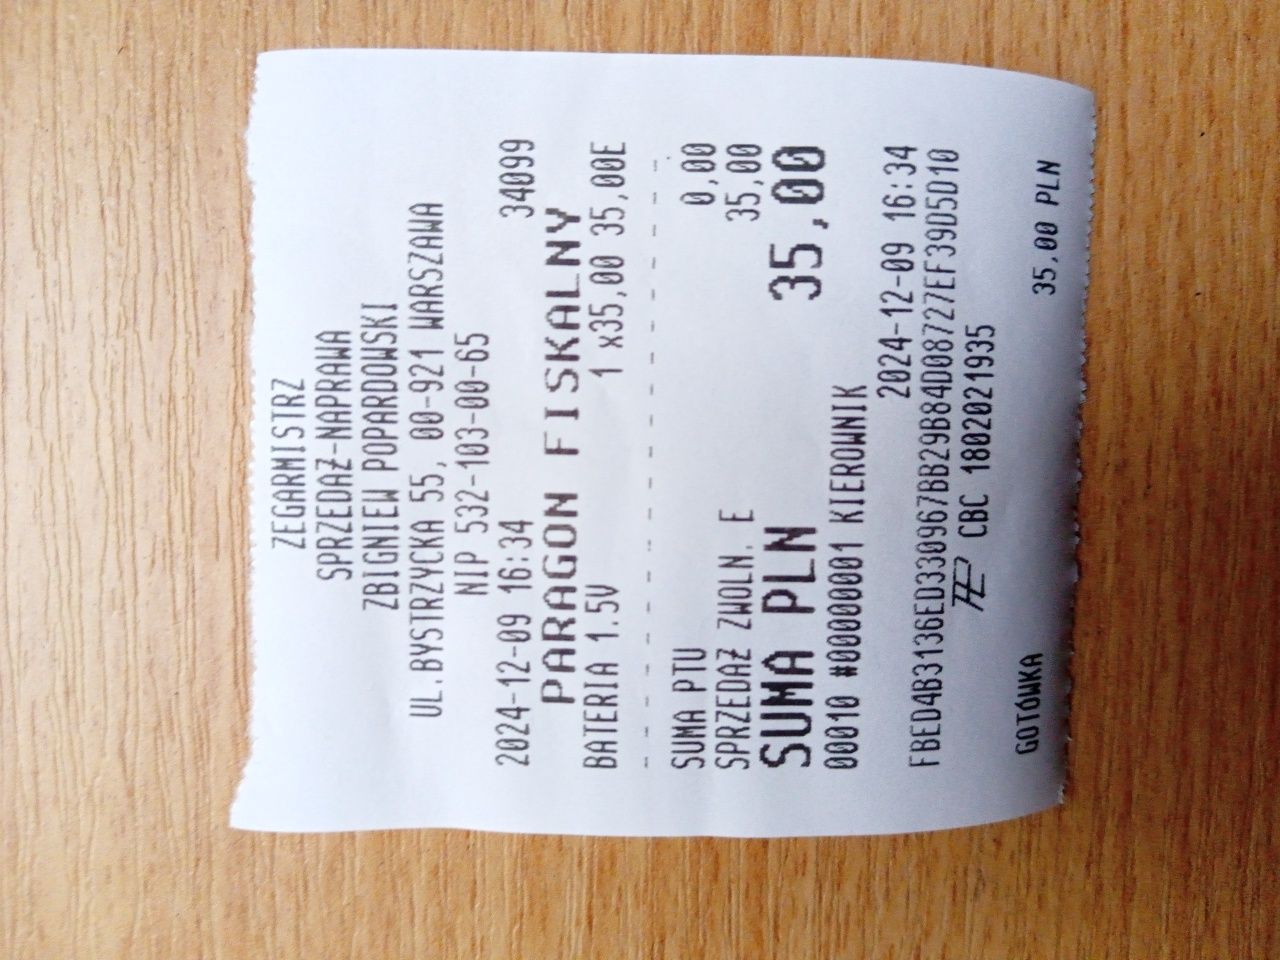 ZEGARMISTRZ
SPRZEDAŻ-NAPRAWA
ZBIGNIEW POPARDOWSKI
UL.BYSTRZYCKA 55, 00-921 WARSZAWA
NIP 532-103-00-65
2024-12-09 16:34 34099
PARAGON FISKALNY
BATERIA 1.5V 1 x35,00 35,00E
SUMA PTU 0,00
SPRZEDAŻ ZWOLN. E 35,00
SUMA PLN 35,00
00010 #00000001 KIEROWNIK
2024-12-09 16:34
FBED4B3136ED330967BB29B84D08727EF39D5D10
CBC 1802021935
GOTÓWKA 35,00 PLN